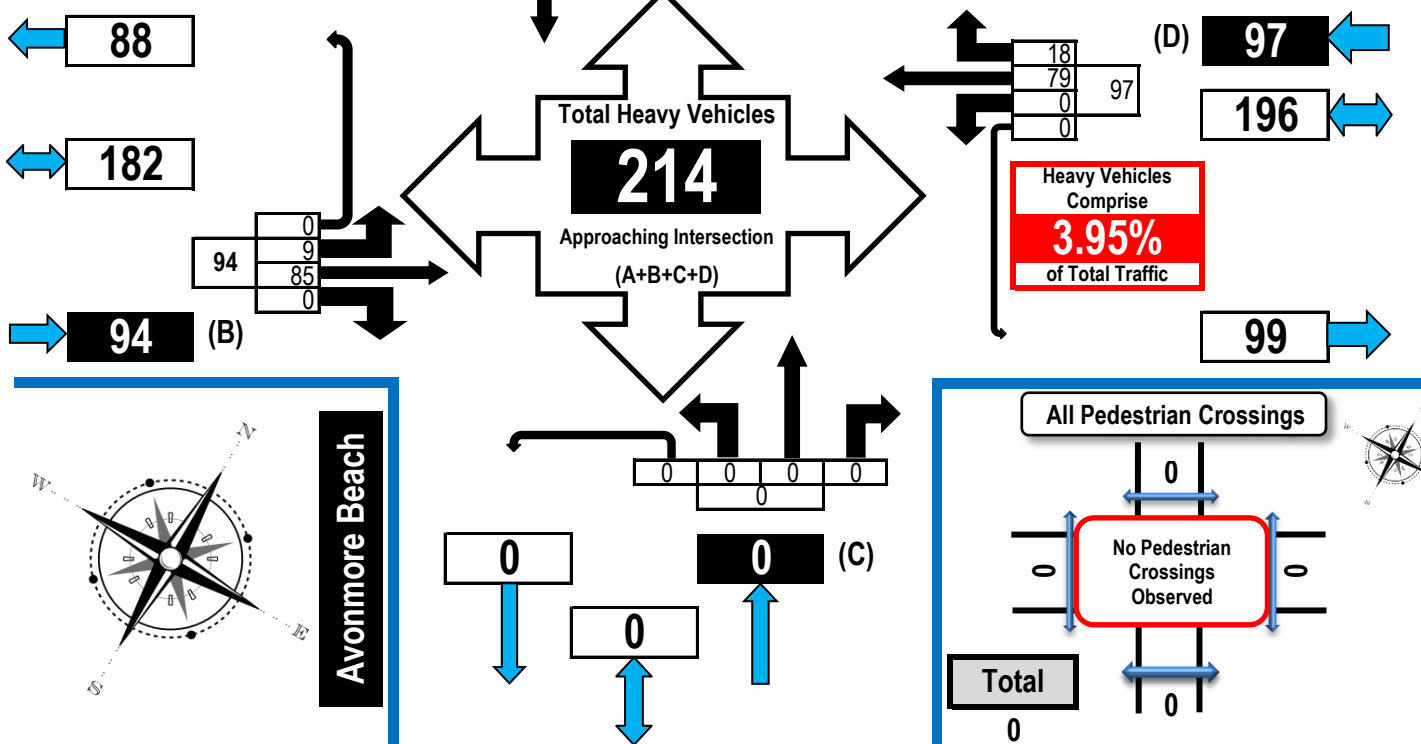 88
182
0
9
85
0
94
94
(B)
Total Heavy Vehicles
214
Approaching Intersection
(A+B+C+D)
18
79
0
0
97
(D)
97
196
Heavy Vehicles
Comprise
3.95%
of Total Traffic
99
N
W
E
S
Avonmore Beach
0
0
0
0
0
0
0
(C)
0
All Pedestrian Crossings
0
0
No Pedestrian
Crossings
Observed
0
0
Total
0